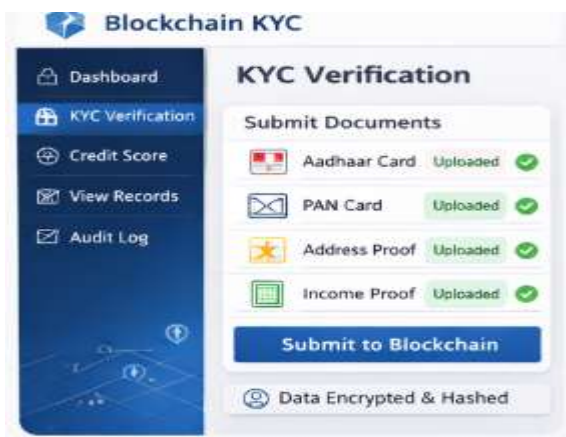 Blockchain KYC
Dashboard
KYC Verification
Credit Score
View Records
Audit Log
KYC Verification
Submit Documents
Aadhaar Card Uploaded
PAN Card Uploaded
Address Proof Uploaded
Income Proof Uploaded
Submit to Blockchain
Data Encrypted & Hashed